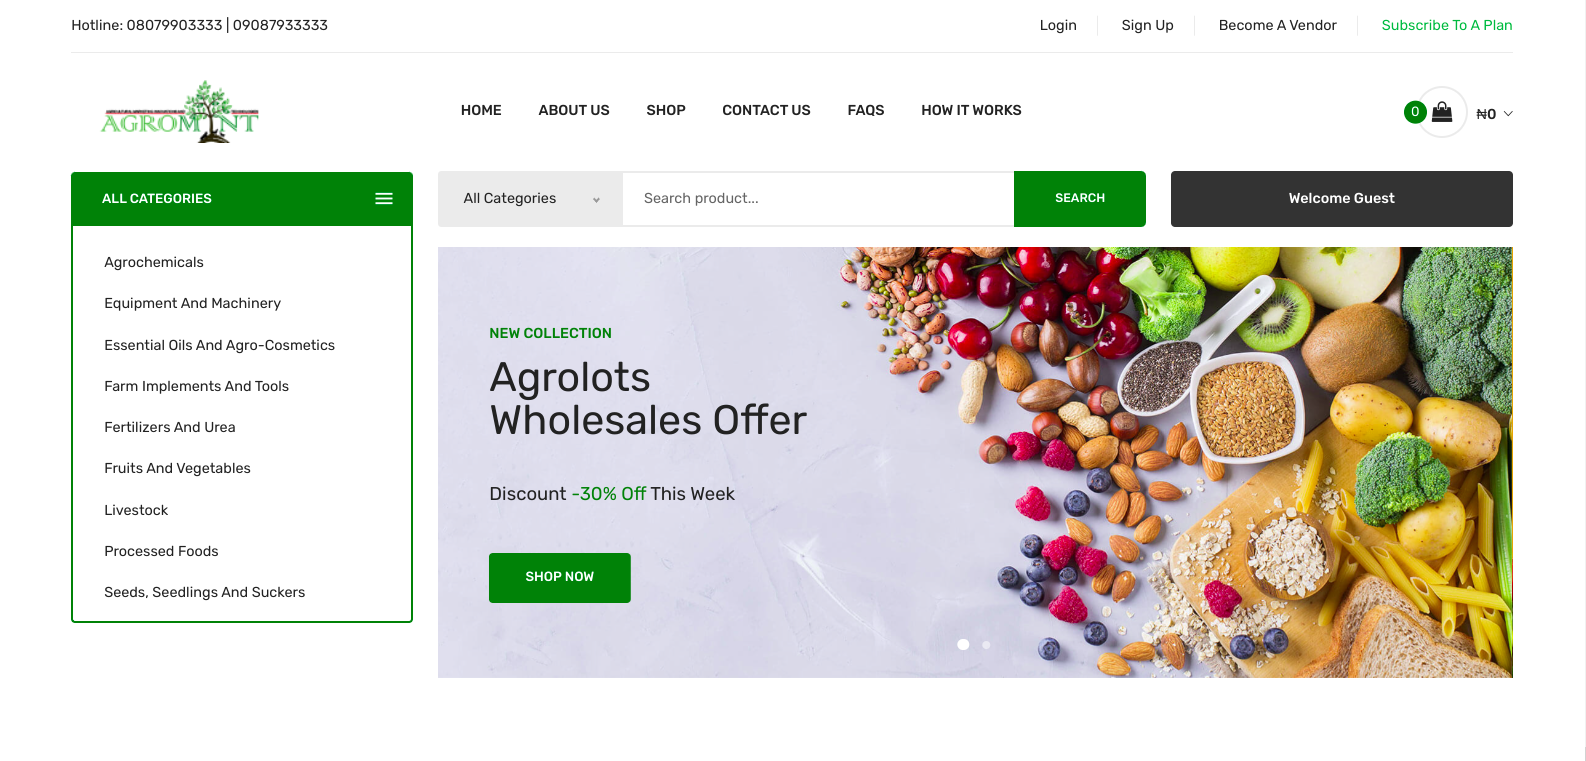 Hotline: 08079903333 | 09087933333
Login
Sign Up
Become A Vendor
Subscribe To A Plan
AGROMINT
HOME
ABOUT US
SHOP
CONTACT US
FAQS
HOW IT WORKS
0
₦0
ALL CATEGORIES
All Categories
Search product...
SEARCH
Welcome Guest
Agrochemicals
Equipment And Machinery
Essential Oils And Agro-Cosmetics
Farm Implements And Tools
Fertilizers And Urea
Fruits And Vegetables
Livestock
Processed Foods
Seeds, Seedlings And Suckers
NEW COLLECTION
Agrolots
Wholesales Offer
Discount -30% Off This Week
SHOP NOW